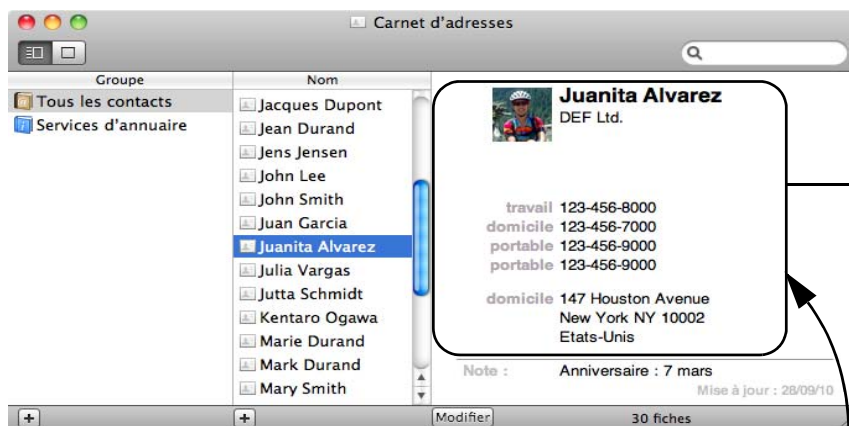 Carnet d'adresses
Groupe
Tous les contacts
Services d'annuaire
Nom
Jacques Dupont
Jean Durand
Jens Jensen
John Lee
John Smith
Juan Garcia
Juanita Alvarez
Julia Vargas
Jutta Schmidt
Kentaro Ogawa
Marie Durand
Mark Durand
Mary Smith
Juanita Alvarez
DEF Ltd.
travail 123-456-8000
domicile 123-456-7000
portable 123-456-9000
portable 123-456-9000
domicile 147 Houston Avenue
New York NY 10002
Etats-Unis
Note : Anniversaire : 7 mars
Mise à jour : 28/09/10
Modifier
30 fiches